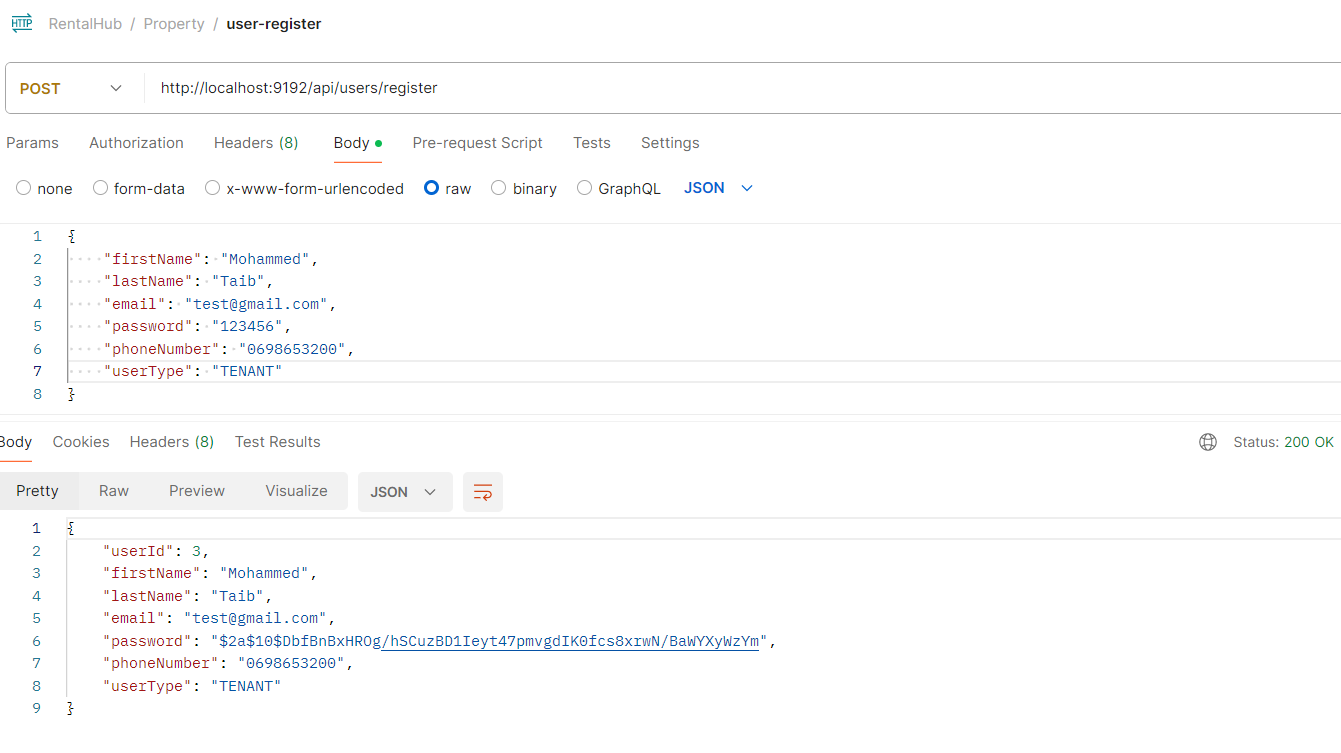 HTTP RentalHub / Property / user-register
POST http://localhost:9192/api/users/register
Params Authorization Headers (8) Body Pre-request Script Tests Settings
none form-data x-www-form-urlencoded raw binary GraphQL JSON
1 {
2 "firstName": "Mohammed",
3 "lastName": "Taib",
4 "email": "test@gmail.com",
5 "password": "123456",
6 "phoneNumber": "0698653200",
7 "userType": "TENANT"
8 }
Body Cookies Headers (8) Test Results Status: 200 OK
Pretty Raw Preview Visualize JSON
1 {
2 "userId": 3,
3 "firstName": "Mohammed",
4 "lastName": "Taib",
5 "email": "test@gmail.com",
6 "password": "$2a$10$DbfBnBxHROg/hSCuzBD1Ieyt47pmvgdIK0fcs8xrwN/BaWYXyWzYm",
7 "phoneNumber": "0698653200",
8 "userType": "TENANT"
9 }